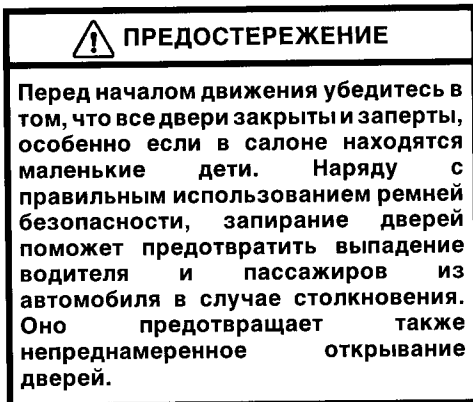 ПРЕДОСТЕРЕЖЕНИЕ
Перед началом движения убедитесь в
том, что все двери закрыты и заперты,
особенно если в салоне находятся
маленькие дети. Наряду с
правильным использованием ремней
безопасности, запирание дверей
поможет предотвратить выпадение
водителя и пассажиров из
автомобиля в случае столкновения.
Оно предотвращает также
непреднамеренное открывание
дверей.